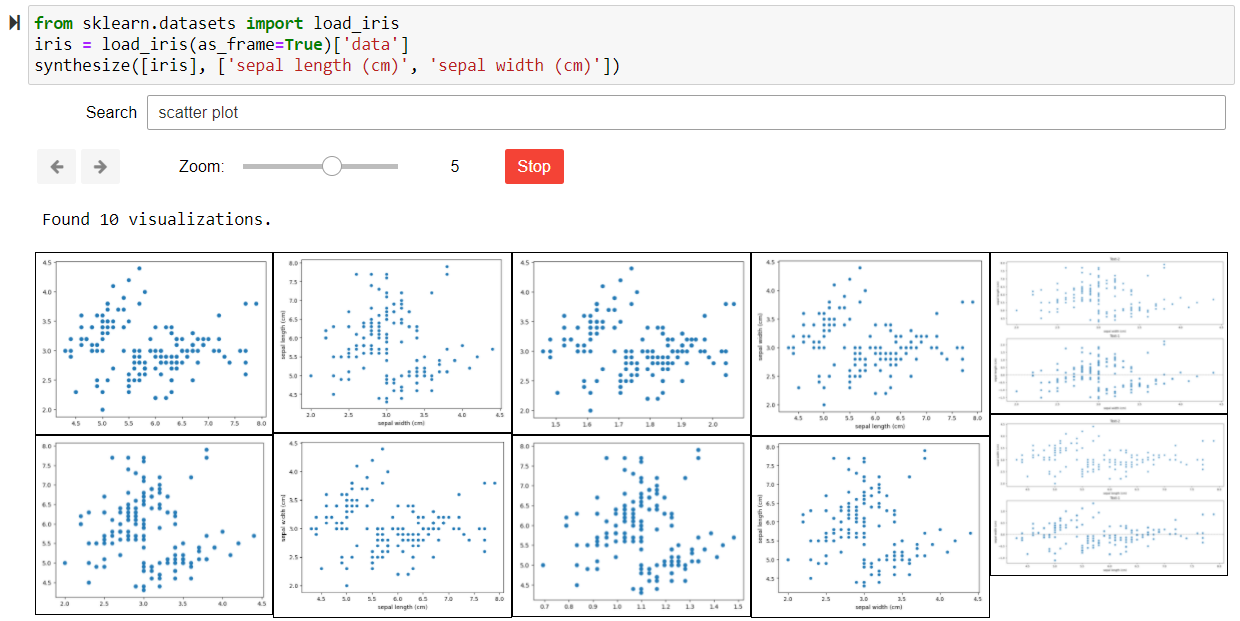 from sklearn.datasets import load_iris
iris = load_iris(as_frame=True)['data']
synthesize([iris], ['sepal length (cm)', 'sepal width (cm)'])
Search scatter plot
Zoom: 5 Stop
Found 10 visualizations.
4.5
4.0
3.5
3.0
2.5
2.0
4.5 5.0 5.5 6.0 6.5 7.0 7.5 8.0
sepal length (cm)
8.0
7.5
7.0
6.5
6.0
5.5
5.0
4.5
2.0 2.5 3.0 3.5 4.0 4.5
sepal width (cm)
4.5
4.0
3.5
3.0
2.5
2.0
1.5 1.6 1.7 1.8 1.9 2.0
sepal width (cm)
4.5
4.0
3.5
3.0
2.5
2.0
4.5 5.0 5.5 6.0 6.5 7.0 7.5 8.0
sepal length (cm)
8.0
7.5
7.0
6.5
6.0
5.5
5.0
4.5
2.0 2.5 3.0 3.5 4.0 4.5
sepal width (cm)
4.5
4.0
3.5
3.0
2.5
2.0
4.5 5.0 5.5 6.0 6.5 7.0 7.5 8.0
sepal length (cm)
8.0
7.5
7.0
6.5
6.0
5.5
5.0
4.5
0.7 0.8 0.9 1.0 1.1 1.2 1.3 1.4 1.5
sepal length (cm)
8.0
7.5
7.0
6.5
6.0
5.5
5.0
4.5
2.0 2.5 3.0 3.5 4.0 4.5
sepal width (cm)